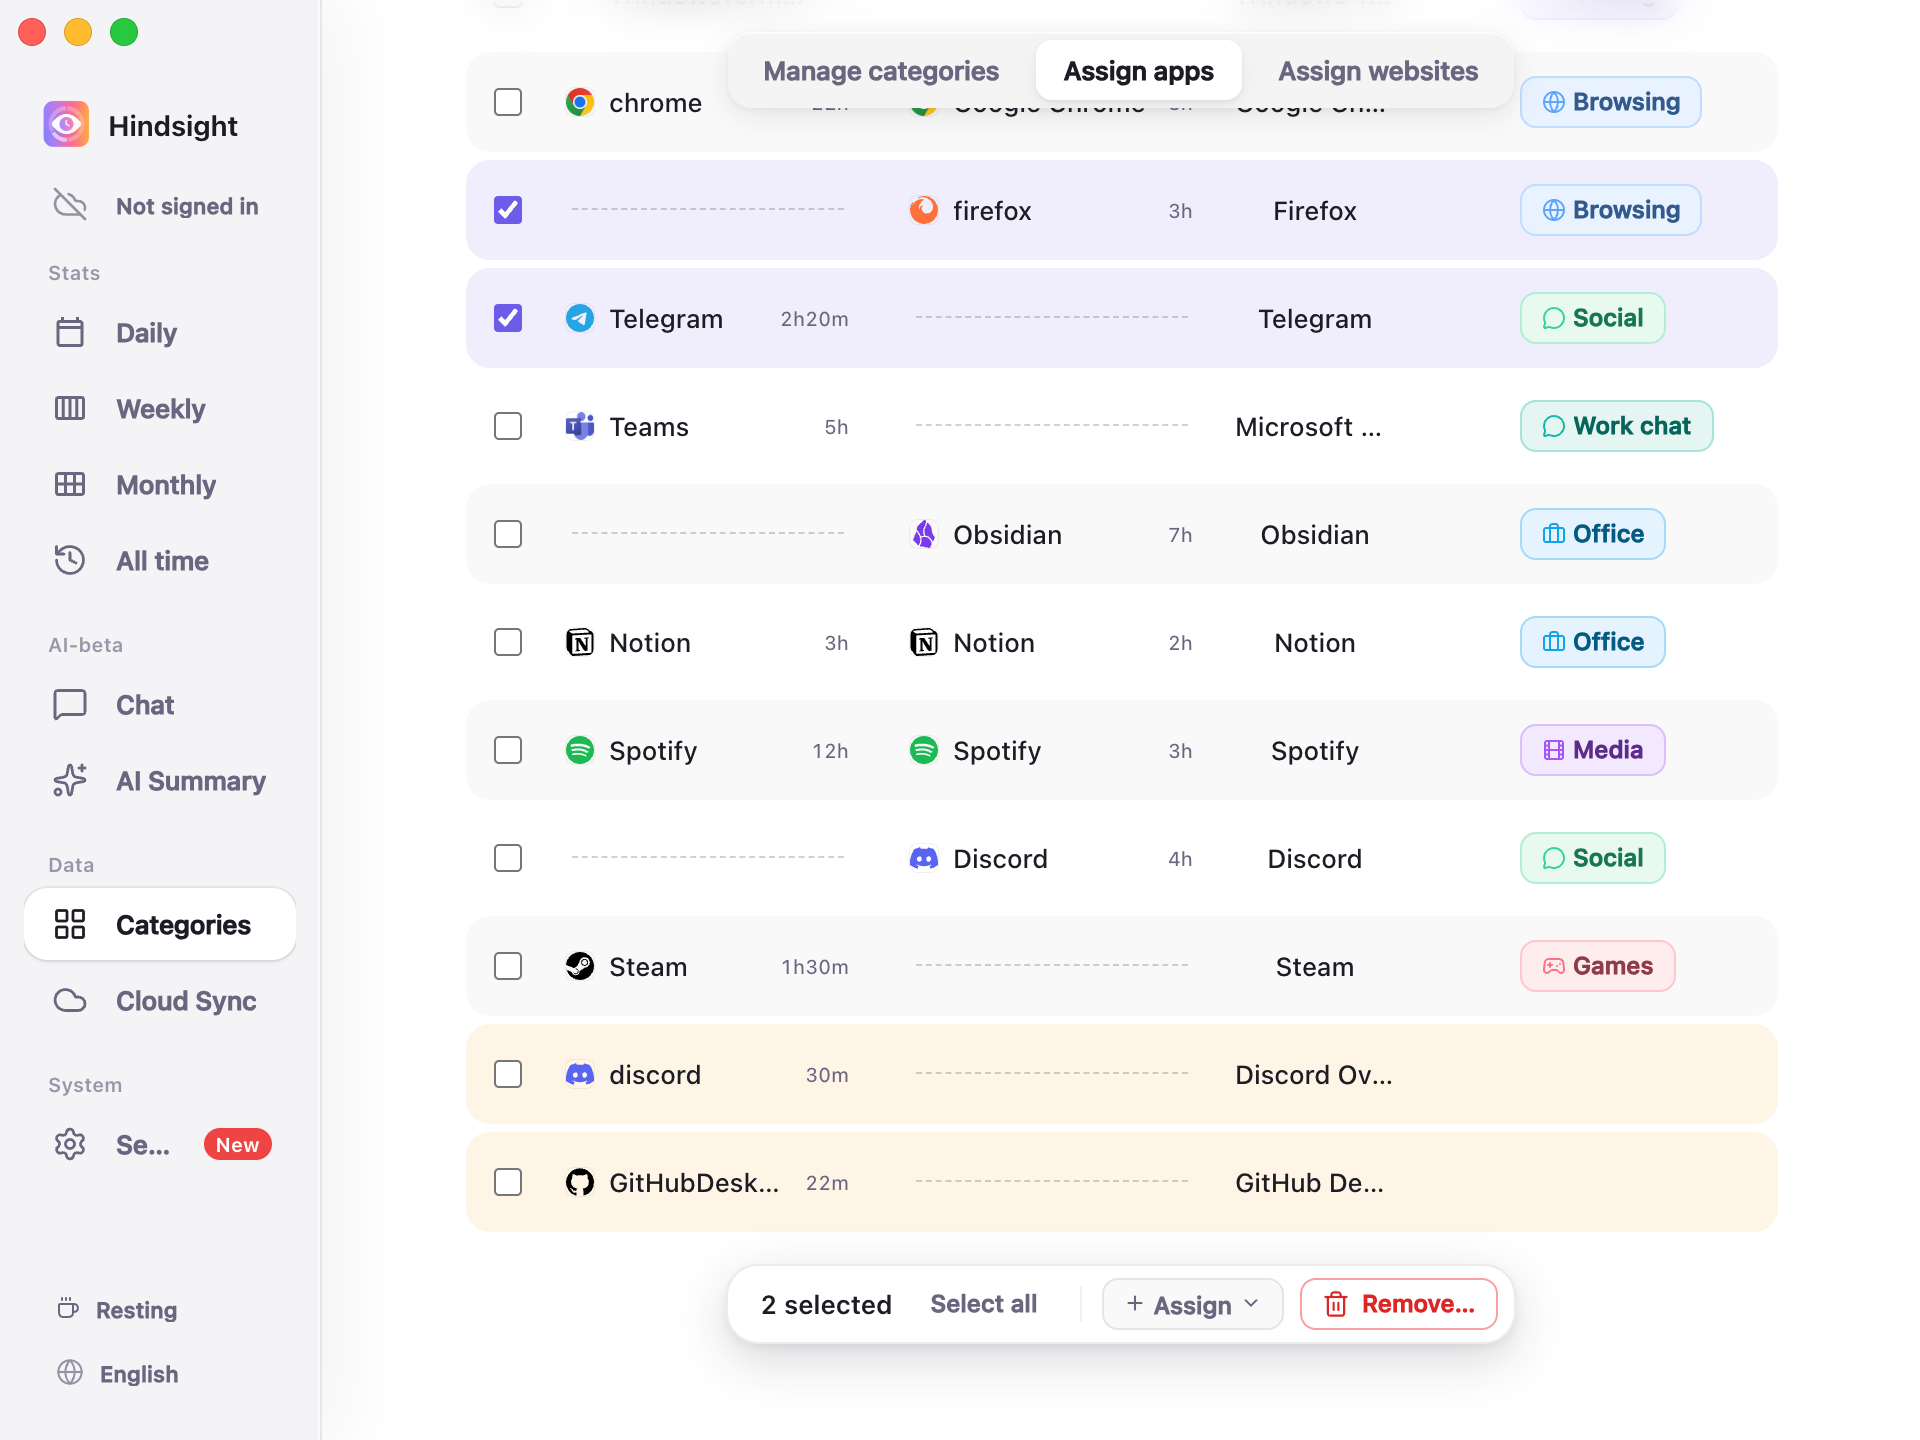 Hindsight
Not signed in
Stats
Daily
Weekly
Monthly
All time
AI-beta
Chat
AI Summary
Data
Categories
Cloud Sync
System
Se... New
Resting
English
Manage categories Assign apps Assign websites
chrome Browsing
firefox 3h Firefox Browsing
Telegram 2h20m Telegram Social
Teams 5h Microsoft ... Work chat
Obsidian 7h Obsidian Office
Notion 3h Notion 2h Notion Office
Spotify 12h Spotify 3h Spotify Media
Discord 4h Discord Social
Steam 1h30m Steam Games
discord 30m Discord Ov...
GitHubDesk... 22m GitHub De...
2 selected Select all + Assign Remove...